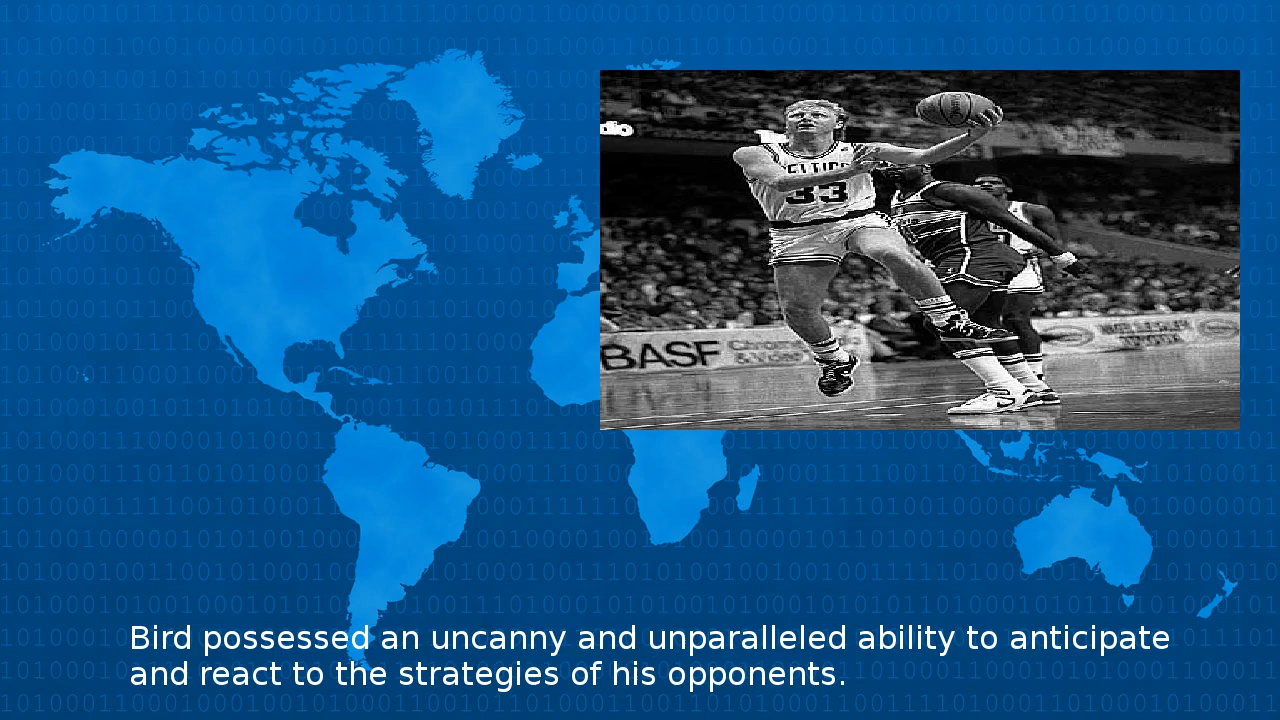 CELTICS
33
BASF
Bird possessed an uncanny and unparalleled ability to anticipate
and react to the strategies of his opponents.